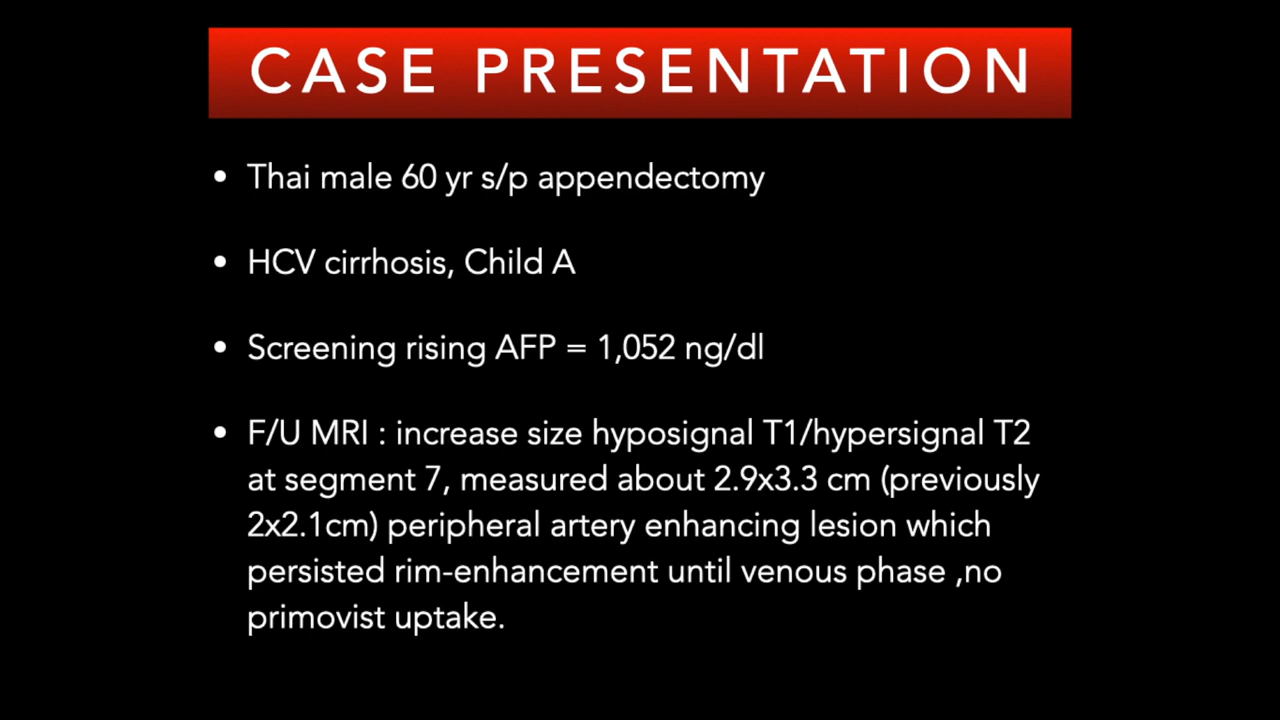 CASE PRESENTATION
• Thai male 60 yr s/p appendectomy
• HCV cirrhosis, Child A
• Screening rising AFP = 1,052 ng/dl
• F/U MRI : increase size hyposignal T1/hypersignal T2
at segment 7, measured about 2.9x3.3 cm (previously
2x2.1cm) peripheral artery enhancing lesion which
persisted rim-enhancement until venous phase ,no
primovist uptake.